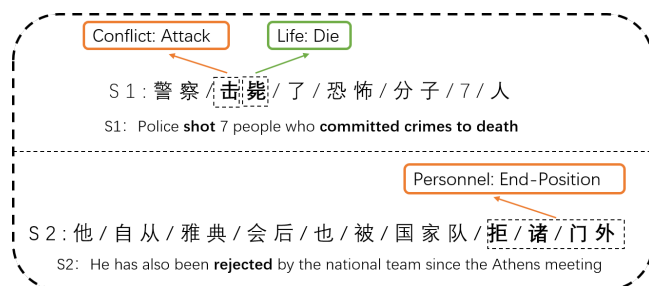 Conflict: Attack Life: Die
S1:警察/击毙/了/恐怖/分子/7/人
S1: Police shot 7 people who committed crimes to death
Personnel: End-Position
S2:他/自从/雅典/会后/也/被/国家队/拒/诸/门外
S2: He has also been rejected by the national team since the Athens meeting